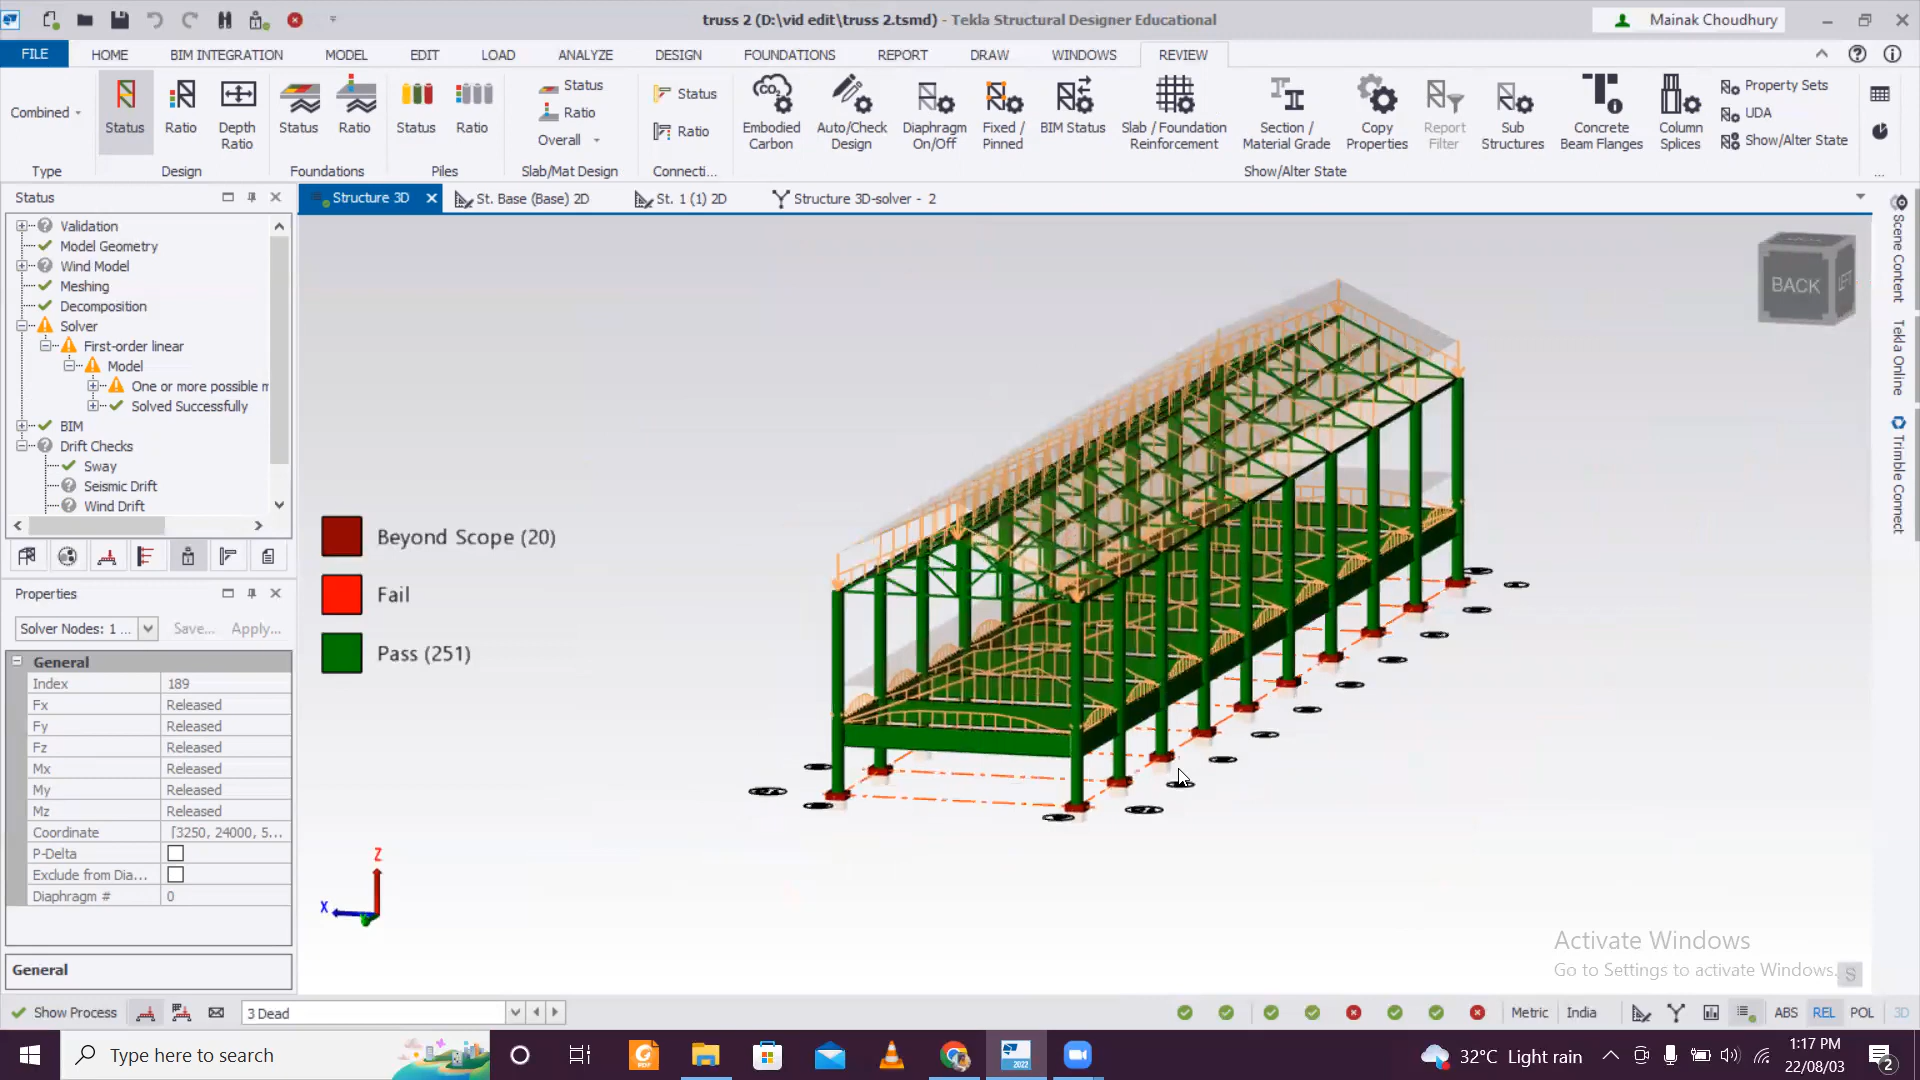 truss 2 (D:\vid edit\truss 2.tsmd) - Tekla Structural Designer Educational
Mainak Choudhury
FILE HOME BIM INTEGRATION MODEL EDIT LOAD ANALYZE DESIGN FOUNDATIONS REPORT DRAW WINDOWS REVIEW
Combined
Type
Status
Ratio
Depth
Ratio
Design
Status
Ratio
Foundations
Status
Ratio
Piles
Status
Ratio
Overall
Slab/Mat Design
Status
Ratio
Connecti...
Embodied
Carbon
Auto/Check
Design
Diaphragm
On/Off
Fixed /
Pinned
BIM Status
Slab / Foundation
Reinforcement
Section /
Material Grade
Copy
Properties
Report
Filter
Sub
Structures
Concrete
Beam Flanges
Column
Splices
Property Sets
UDA
Show/Alter State
Show/Alter State
...
Status
Validation
Model Geometry
Wind Model
Meshing
Decomposition
Solver
First-order linear
Model
One or more possible m
Solved Successfully
BIM
Drift Checks
Sway
Seismic Drift
Wind Drift
Structure 3D
St. Base (Base) 2D
St. 1 (1) 2D
Structure 3D-solver - 2
BACK
LEFT
Scene Content
Tekla Online
Trimble Connect
Beyond Scope (20)
Fail
Pass (251)
Z
X
Properties
Solver Nodes: 1 ... Save... Apply...
General
Index 189
Fx Released
Fy Released
Fz Released
Mx Released
My Released
Mz Released
Coordinate [3250, 24000, 5...
P-Delta
Exclude from Dia...
Diaphragm # 0
General
Activate Windows
Go to Settings to activate Windows.
S
Show Process
3 Dead
Metric India ABS REL POL 3D
Type here to search
PDF
2022
32°C Light rain
1:17 PM
22/08/03
2